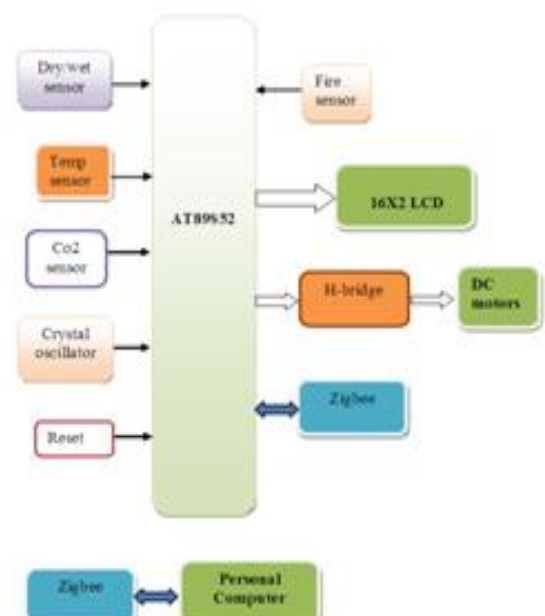 Dry/wet
sensor
Fire
sensor
Temp
sensor
AT89S52
16X2 LCD
Co2
sensor
H-bridge
DC
motors
Crystal
oscillator
Zigbee
Reset
Zigbee
Personal
Computer